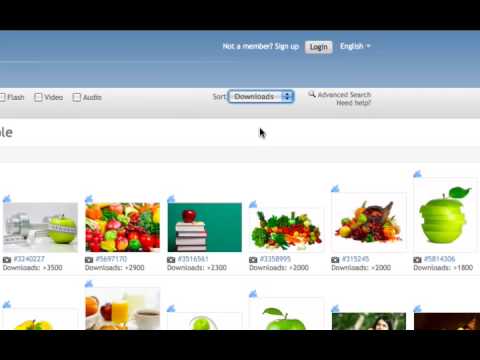 Not a member? Sign up Login English
Flash Video Audio Sort: Downloads Advanced Search
Need help?
#3240227 #5697170 #3516561 #3358995 #315245 #5814306
Downloads: +3500 Downloads: +2900 Downloads: +2300 Downloads: +2000 Downloads: +2000 Downloads: +1800